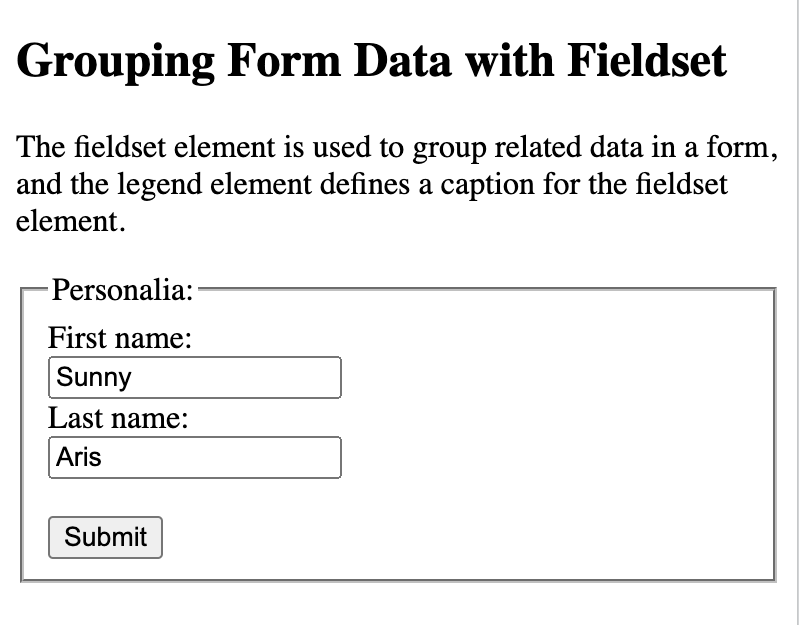 Grouping Form Data with Fieldset
The fieldset element is used to group related data in a form,
and the legend element defines a caption for the fieldset
element.
Personalia:
First name:
Sunny
Last name:
Aris
Submit